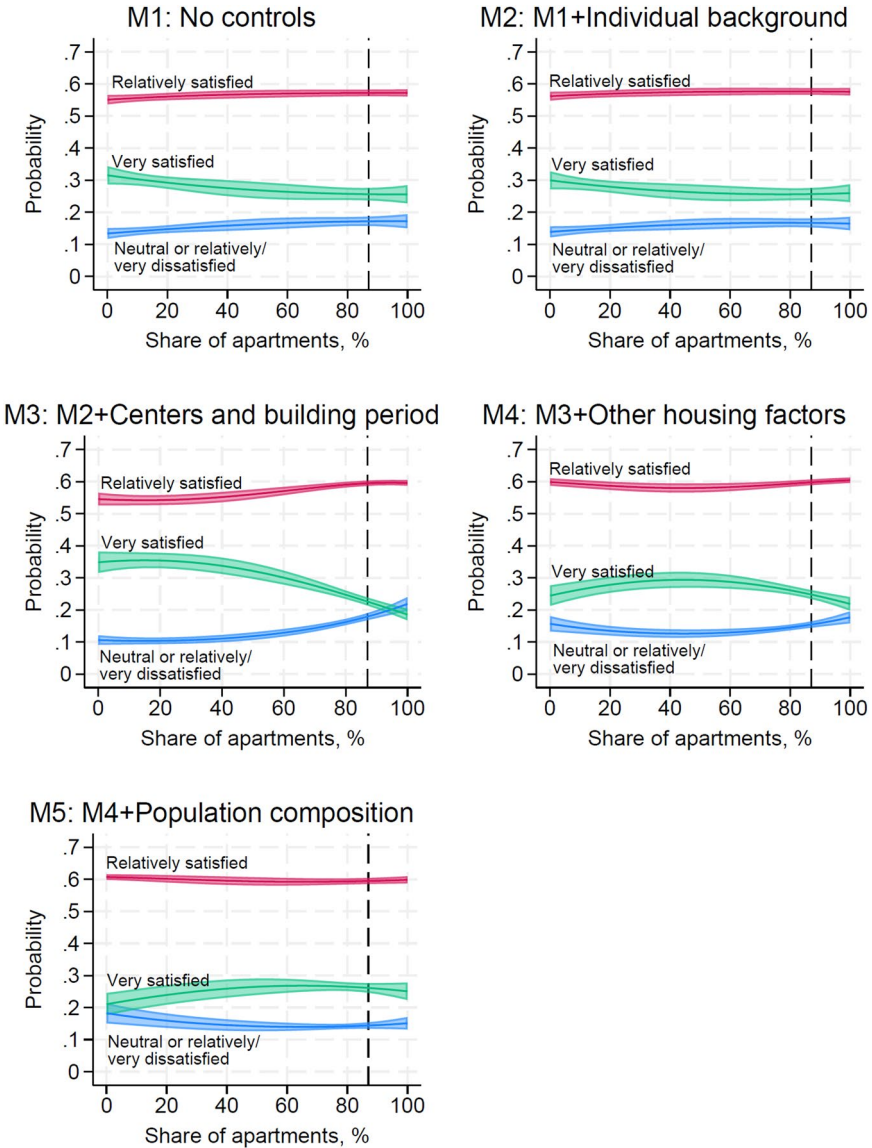 M1: No controls
.7
.6
.5
.4
.3
.2
.1
0
Probability
Relatively satisfied
Very satisfied
Neutral or relatively/
very dissatisfied
0 20 40 60 80 100
Share of apartments, %
M2: M1+Individual background
.7
.6
.5
.4
.3
.2
.1
0
Probability
Relatively satisfied
Very satisfied
Neutral or relatively/
very dissatisfied
0 20 40 60 80 100
Share of apartments, %
M3: M2+Centers and building period
.7
.6
.5
.4
.3
.2
.1
0
Probability
Relatively satisfied
Very satisfied
Neutral or relatively/
very dissatisfied
0 20 40 60 80 100
Share of apartments, %
M4: M3+Other housing factors
.7
.6
.5
.4
.3
.2
.1
0
Probability
Relatively satisfied
Very satisfied
Neutral or relatively/
very dissatisfied
0 20 40 60 80 100
Share of apartments, %
M5: M4+Population composition
.7
.6
.5
.4
.3
.2
.1
0
Probability
Relatively satisfied
Very satisfied
Neutral or relatively/
very dissatisfied
0 20 40 60 80 100
Share of apartments, %